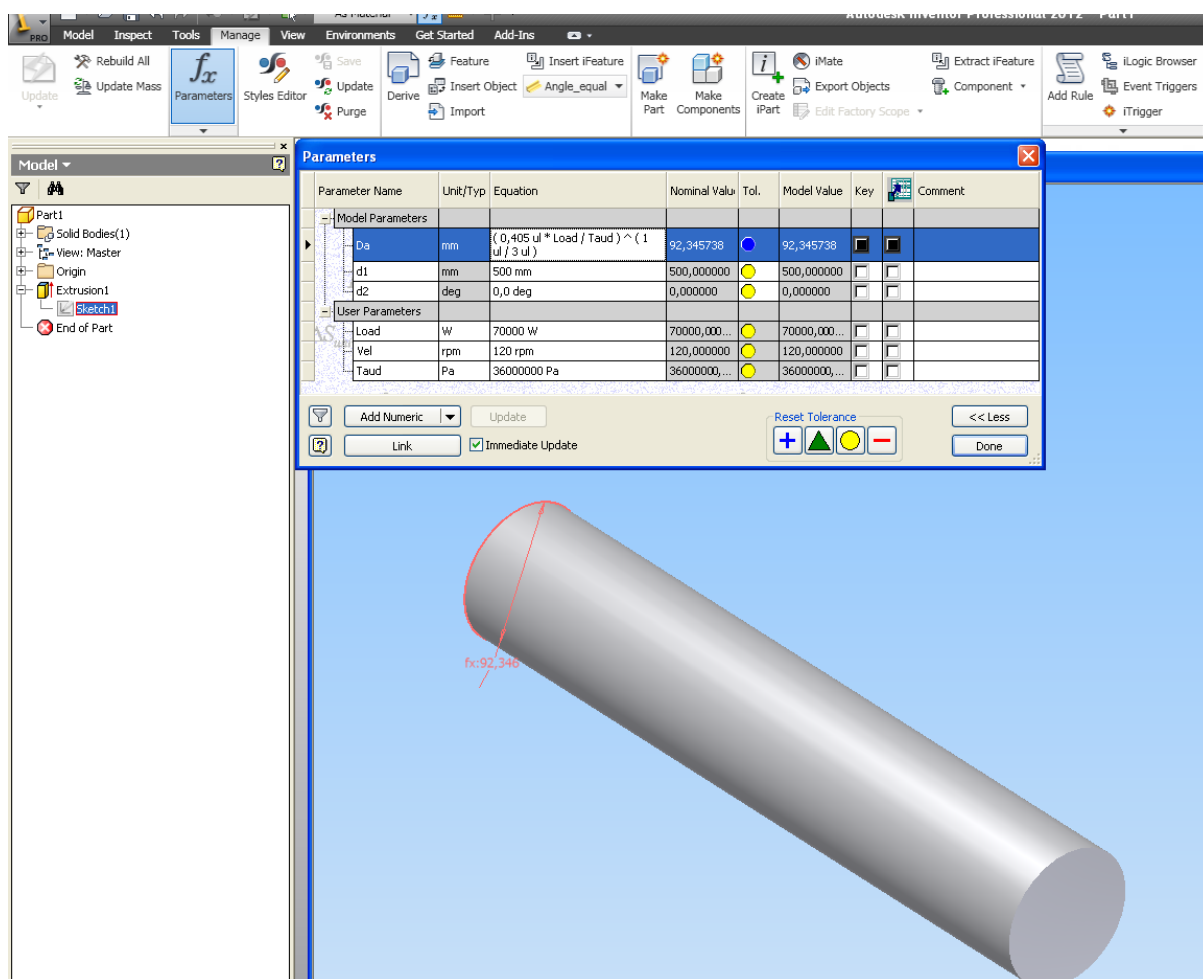 As Material
Autodesk Inventor Professional 2012 Part1
PRO Model Inspect Tools Manage View Environments Get Started Add-Ins
Update
Rebuild All
Update Mass
Parameters
Styles Editor
Save
Update
Purge
Derive
Feature
Insert Object
Import
Insert iFeature
Angle_equal
Make Part
Make Components
Create iPart
iMate
Export Objects
Edit Factory Scope
Extract iFeature
Component
Add Rule
iLogic Browser
Event Triggers
iTrigger
Model
Part1
Solid Bodies(1)
View: Master
Origin
Extrusion1
Sketch1
End of Part
Parameters
Parameter Name Unit/Typ Equation Nominal Valu Tol. Model Value Key Comment
Model Parameters
Da mm ( 0,405 ul * Load / Taud ) ^ ( 1 ul / 3 ul ) 92,345738 92,345738
d1 mm 500 mm 500,000000 500,000000
d2 deg 0,0 deg 0,000000 0,000000
User Parameters
Load W 70000 W 70000,000... 70000,000...
Vel rpm 120 rpm 120,000000 120,000000
Taud Pa 36000000 Pa 36000000,... 36000000,...
Add Numeric Update Reset Tolerance << Less
Link Immediate Update Done
fx:92,346